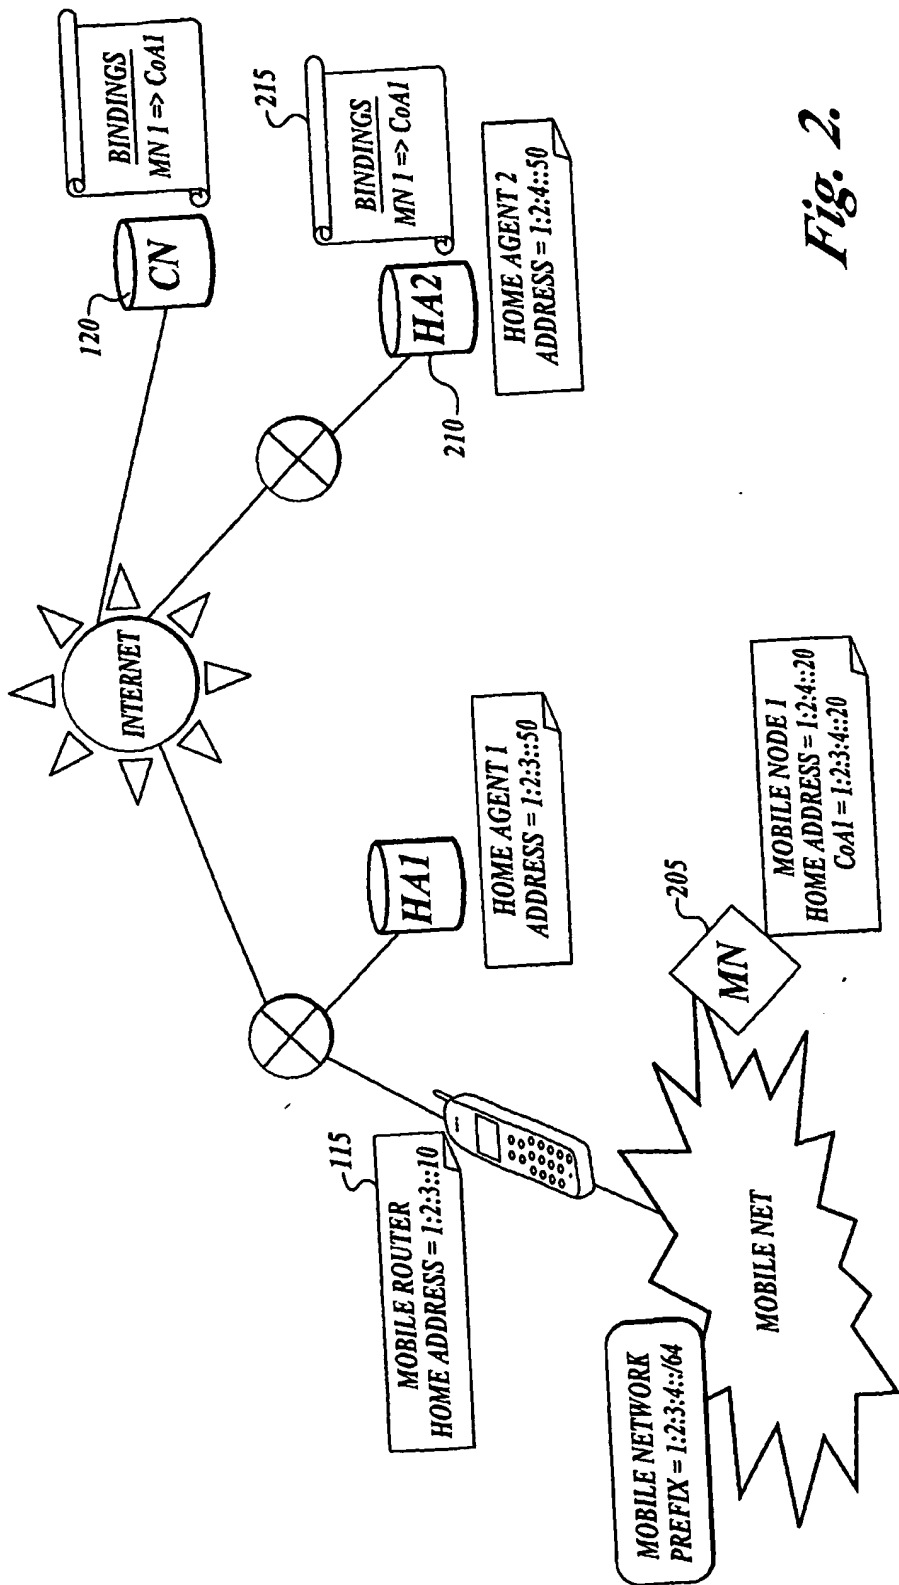 BINDINGS
MN 1 => CoA1
CN
120
BINDINGS
MN 1 => CoA1
215
HA2
210
HOME AGENT 2
ADDRESS = 1:2:4::50
INTERNET
HA1
HOME AGENT 1
ADDRESS = 1:2:3::50
115
MOBILE ROUTER
HOME ADDRESS = 1:2:3::10
205
MN
MOBILE NODE 1
HOME ADDRESS = 1:2:4::20
CoA1 = 1:2:3:4::20
MOBILE NET
MOBILE NETWORK
PREFIX = 1:2:3:4::/64
Fig. 2.